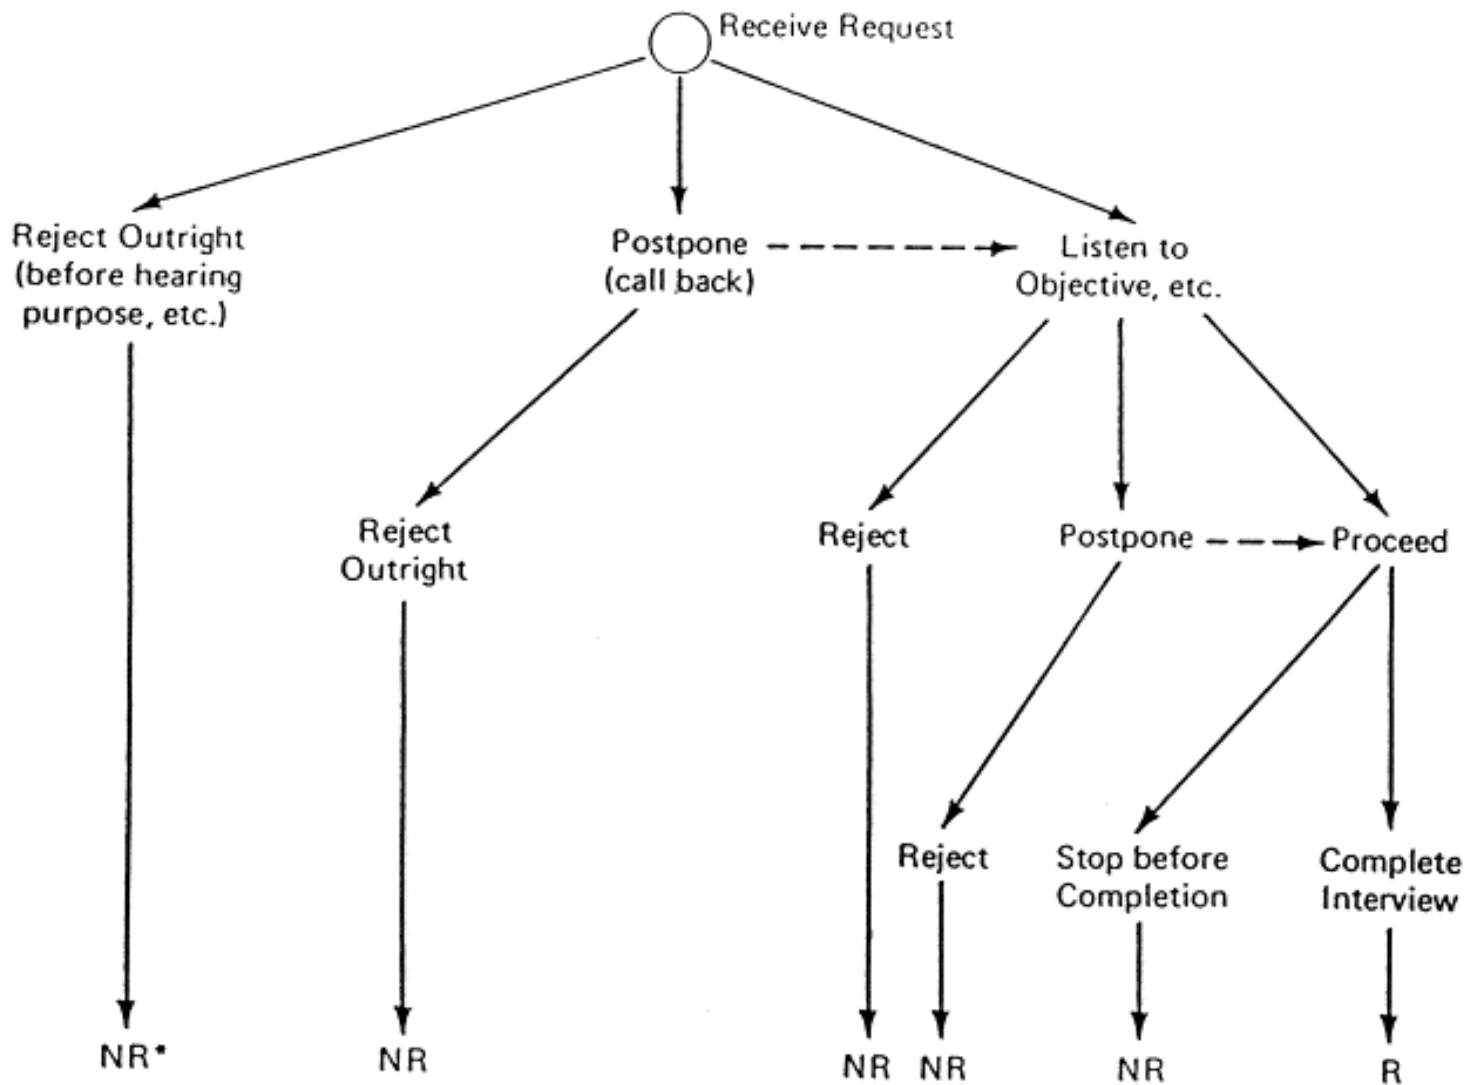 Receive Request
Reject Outright
(before hearing
purpose, etc.)
Postpone
(call back)
Listen to
Objective, etc.
Reject
Outright
Reject
Postpone
Proceed
Reject
Stop before
Completion
Complete
Interview
NR*
NR
NR
NR
NR
R